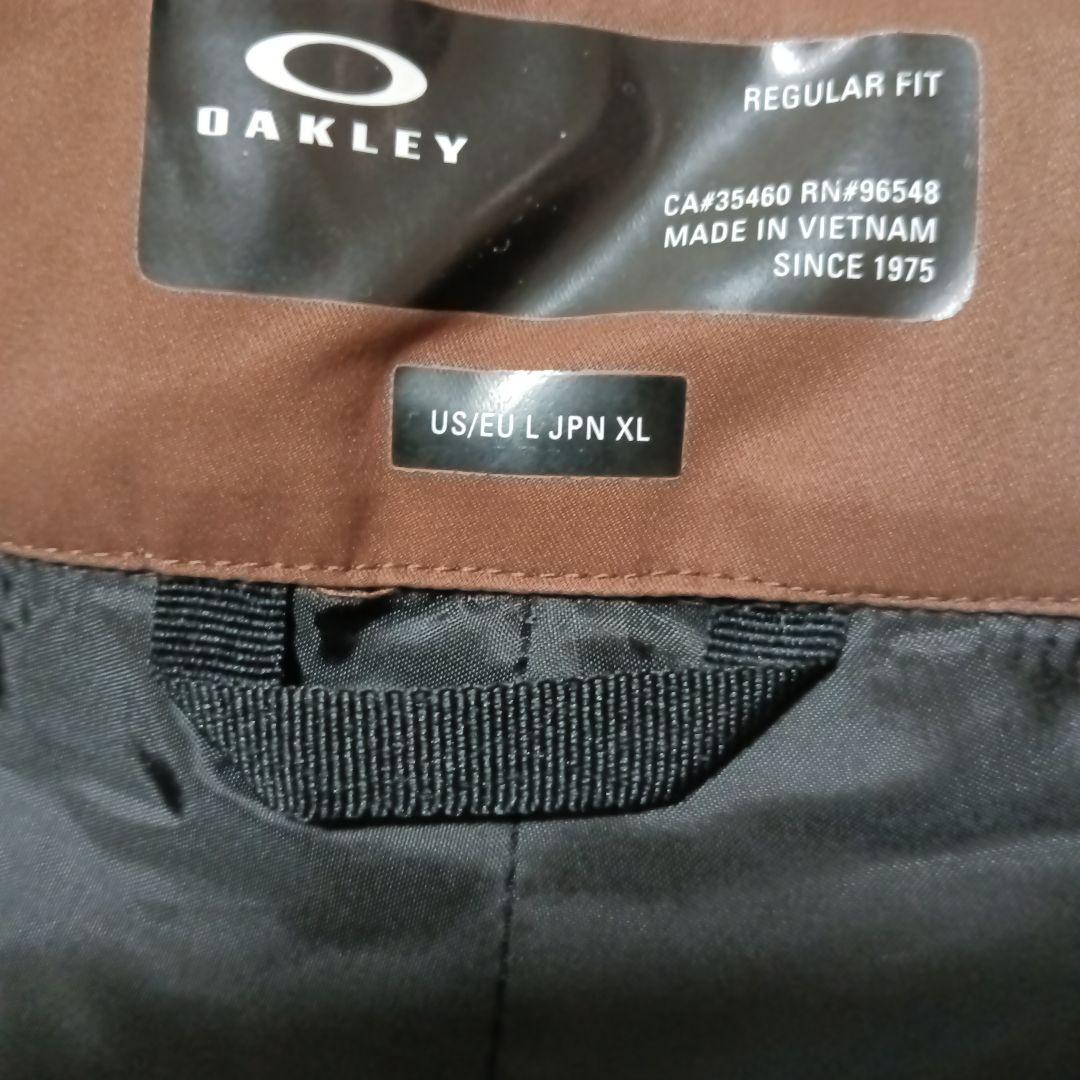 OAKLEY
REGULAR FIT
CA#35460 RN#96548
MADE IN VIETNAM
SINCE 1975
US/EU L JPN XL